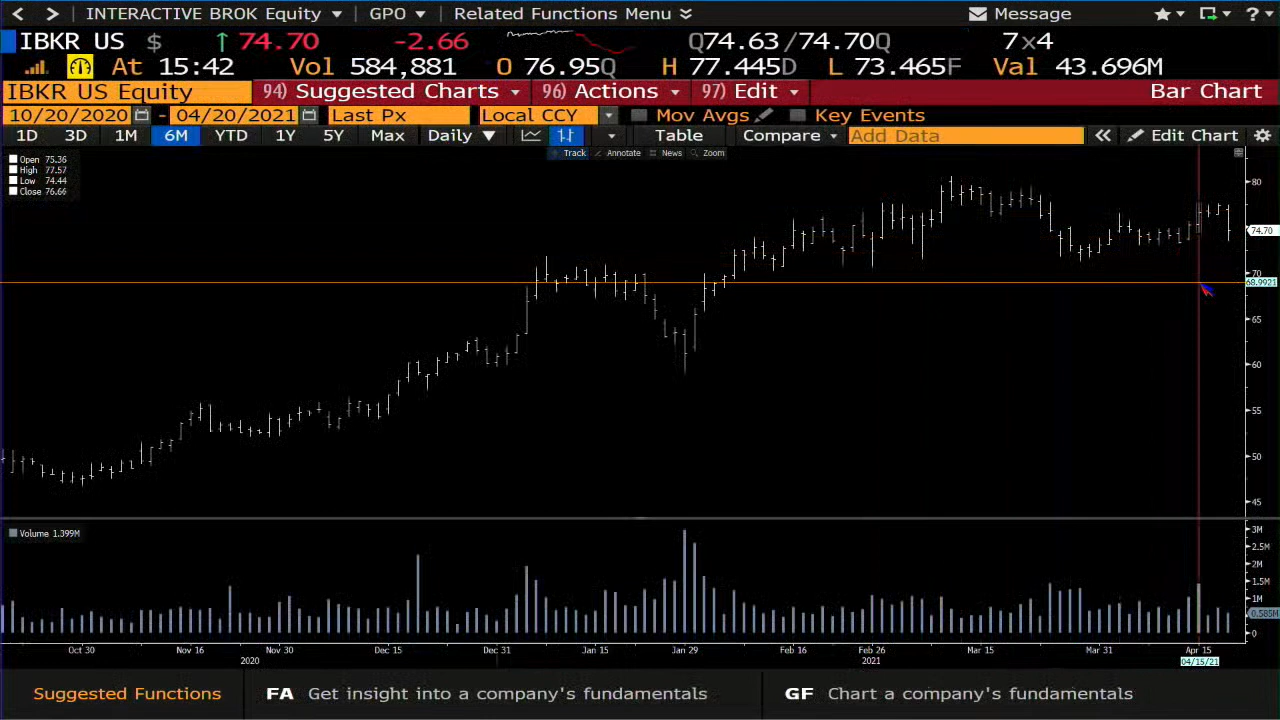 < > INTERACTIVE BROK Equity GPO Related Functions Menu Message ?
IBKR US $ ↑ 74.70 -2.66 Q74.63 /74.70Q 7x4
At 15:42 Vol 584,881 O 76.95Q H 77.445D L 73.465F Val 43.696M
IBKR US Equity 94) Suggested Charts 96) Actions 97) Edit Bar Chart
10/20/2020 - 04/20/2021 Last Px Local CCY Mov Avgs Key Events
1D 3D 1M 6M YTD 1Y 5Y Max Daily ▼ Table Compare Add Data « Edit Chart
Track Annotate News Zoom
Open 75.36
High 77.57
Low 74.44
Close 76.66
80
74.70
70
68.9921
65
60
55
50
45
Volume 1.399M
3M
2.5M
2M
1.5M
1M
0.585M
0
Oct 30 Nov 16 Nov 30 Dec 15 Dec 31 Jan 15 Jan 29 Feb 16 Feb 26 Mar 15 Mar 31 Apr 15
2020 2021 04/15/21
Suggested Functions FA Get insight into a company's fundamentals GF Chart a company's fundamentals